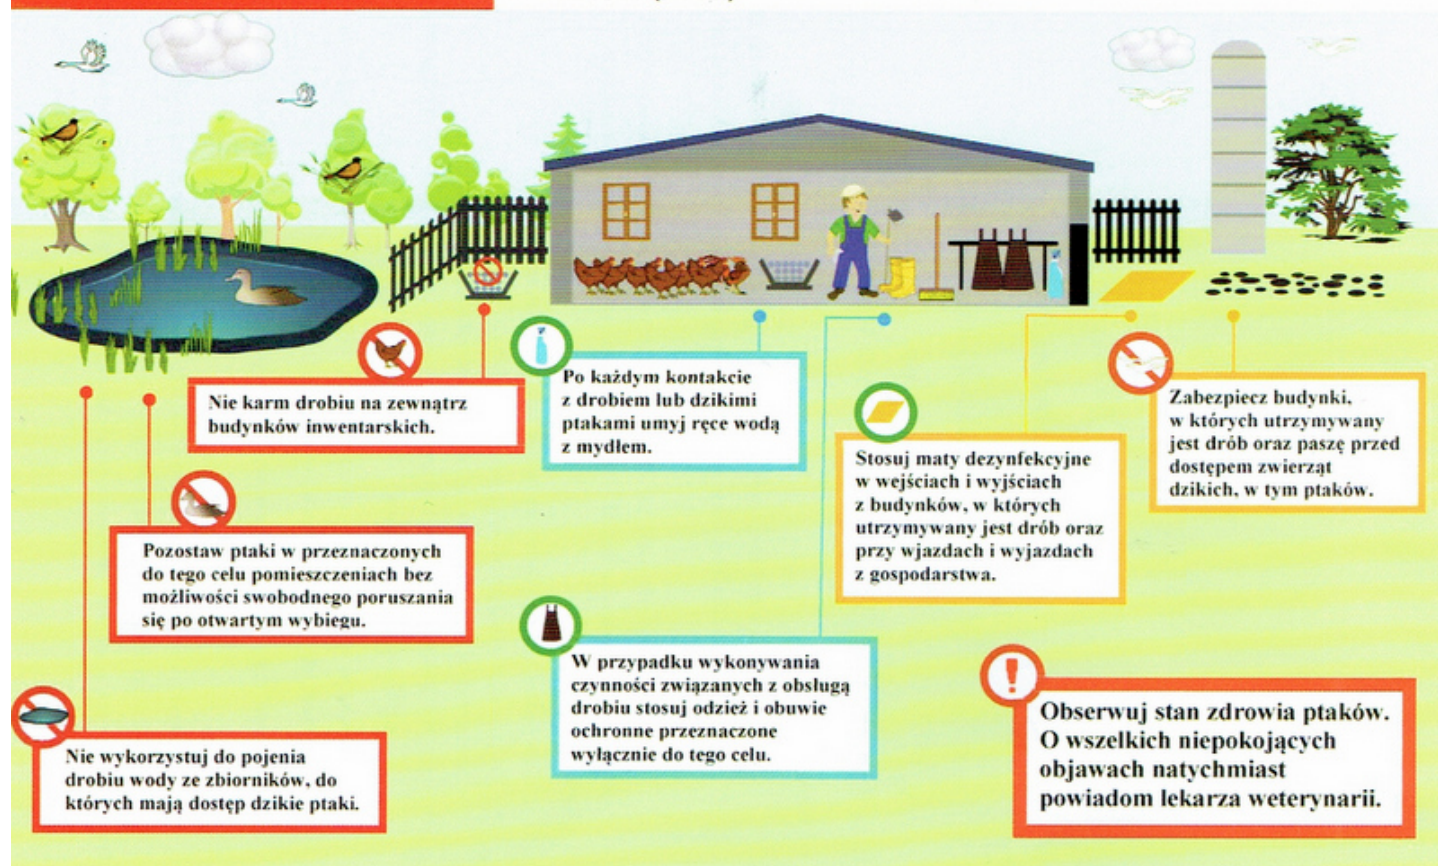 Nie karm drobiu na zewnątrz
budynków inwentarskich.
Po każdym kontakcie
z drobiem lub dzikimi
ptakami umyj ręce wodą
z mydłem.
Zabezpiecz budynki,
w których utrzymywany
jest drób oraz paszę przed
dostępem zwierząt
dzikich, w tym ptaków.
Stosuj maty dezynfekcyjne
w wejściach i wyjściach
z budynków, w których
utrzymywany jest drób oraz
przy wjazdach i wyjazdach
z gospodarstwa.
Pozostaw ptaki w przeznaczonych
do tego celu pomieszczeniach bez
możliwości swobodnego poruszania
się po otwartym wybiegu.
W przypadku wykonywania
czynności związanych z obsługą
drobiu stosuj odzież i obuwie
ochronne przeznaczone
wyłącznie do tego celu.
Nie wykorzystuj do pojenia
drobiu wody ze zbiorników, do
których mają dostęp dzikie ptaki.
Obserwuj stan zdrowia ptaków.
O wszelkich niepokojących
objawach natychmiast
powiadom lekarza weterynarii.